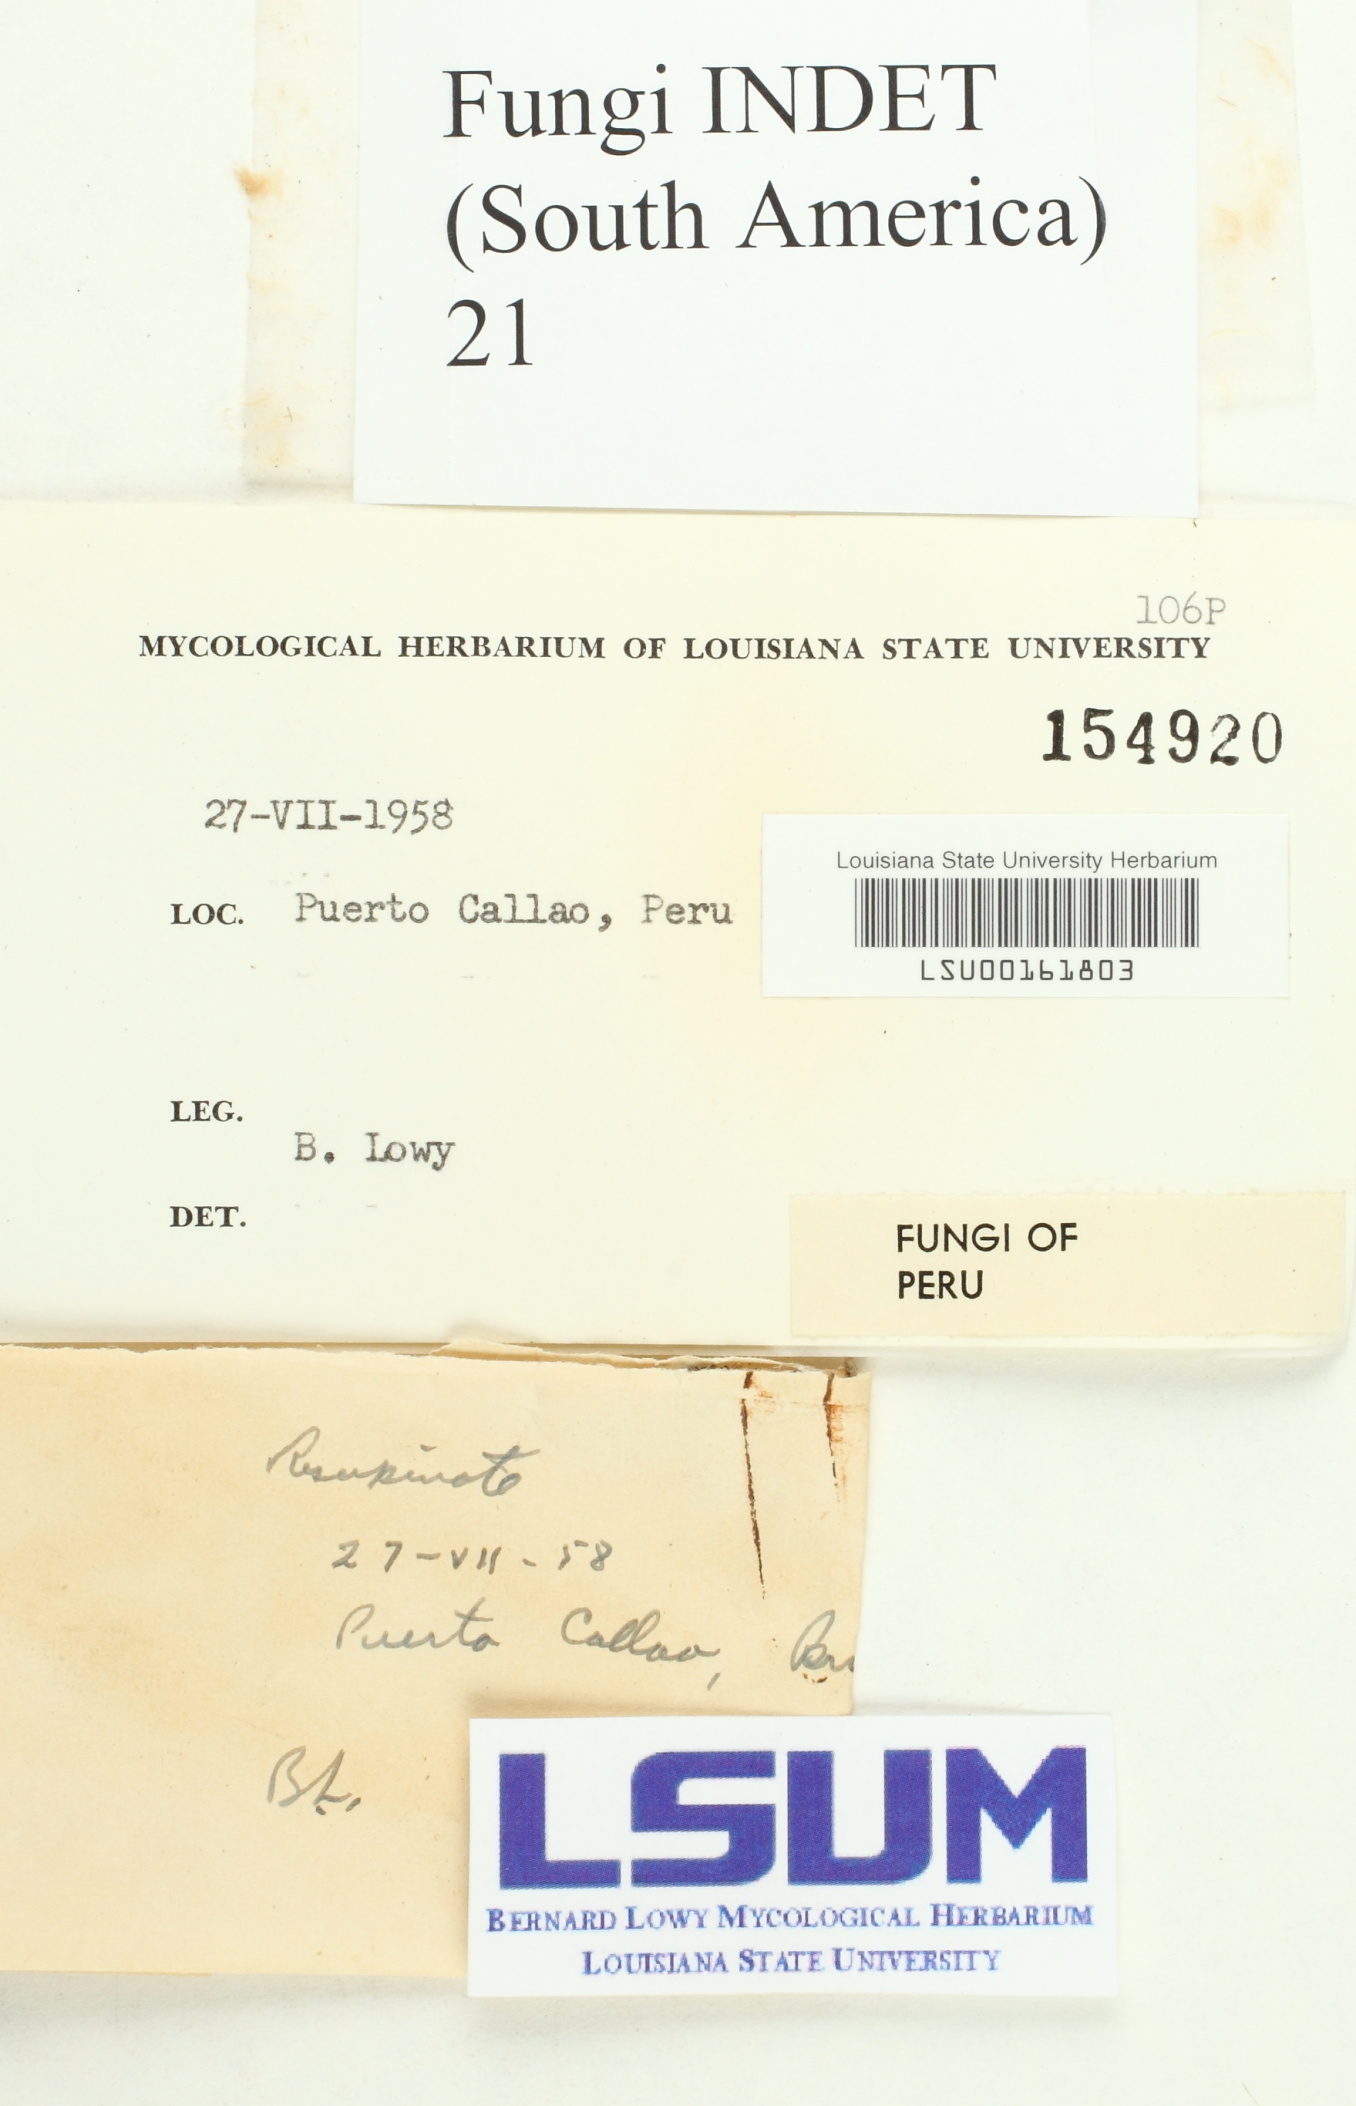 Fungi INDET
(South America)
21
106P
MYCOLOGICAL HERBARIUM OF LOUISIANA STATE UNIVERSITY
154920
27-VII-1958
Louisiana State University Herbarium
LOC. Puerto Callao, Peru
LSU00161803
LEG.
B. Lowy
DET.
FUNGI OF
PERU
Resupinate
27-VII-58
Puerto Callao,
BL.
LSUM
BERNARD LOWY MYCOLOGICAL HERBARIUM
LOUISIANA STATE UNIVERSITY